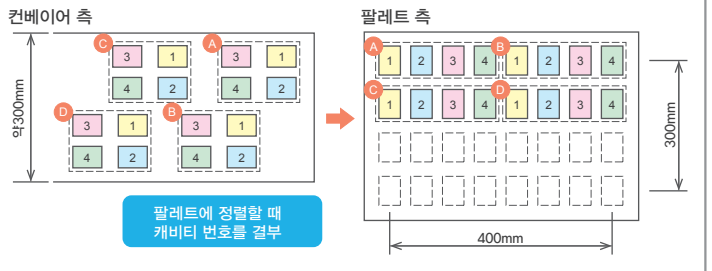 컨베이어 측
팔레트 측
C
A
3 1 3 1
4 2 4 2
D
B
3 1 3 1
4 2 4 2
약300mm
팔레트에 정렬할 때
캐비티 번호를 결부
A
B
1 2 3 4 1 2 3 4
C
D
1 2 3 4 1 2 3 4
300mm
400mm